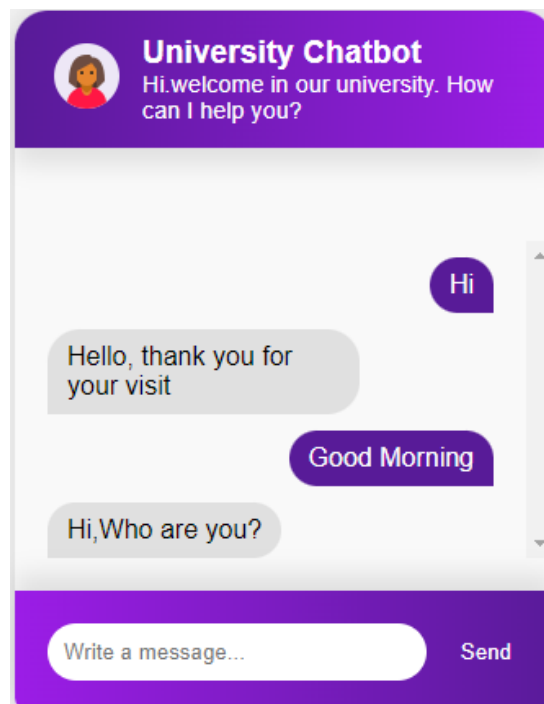 University Chatbot
Hi.welcome in our university. How
can I help you?
Hi
Hello, thank you for
your visit
Good Morning
Hi,Who are you?
Write a message...
Send